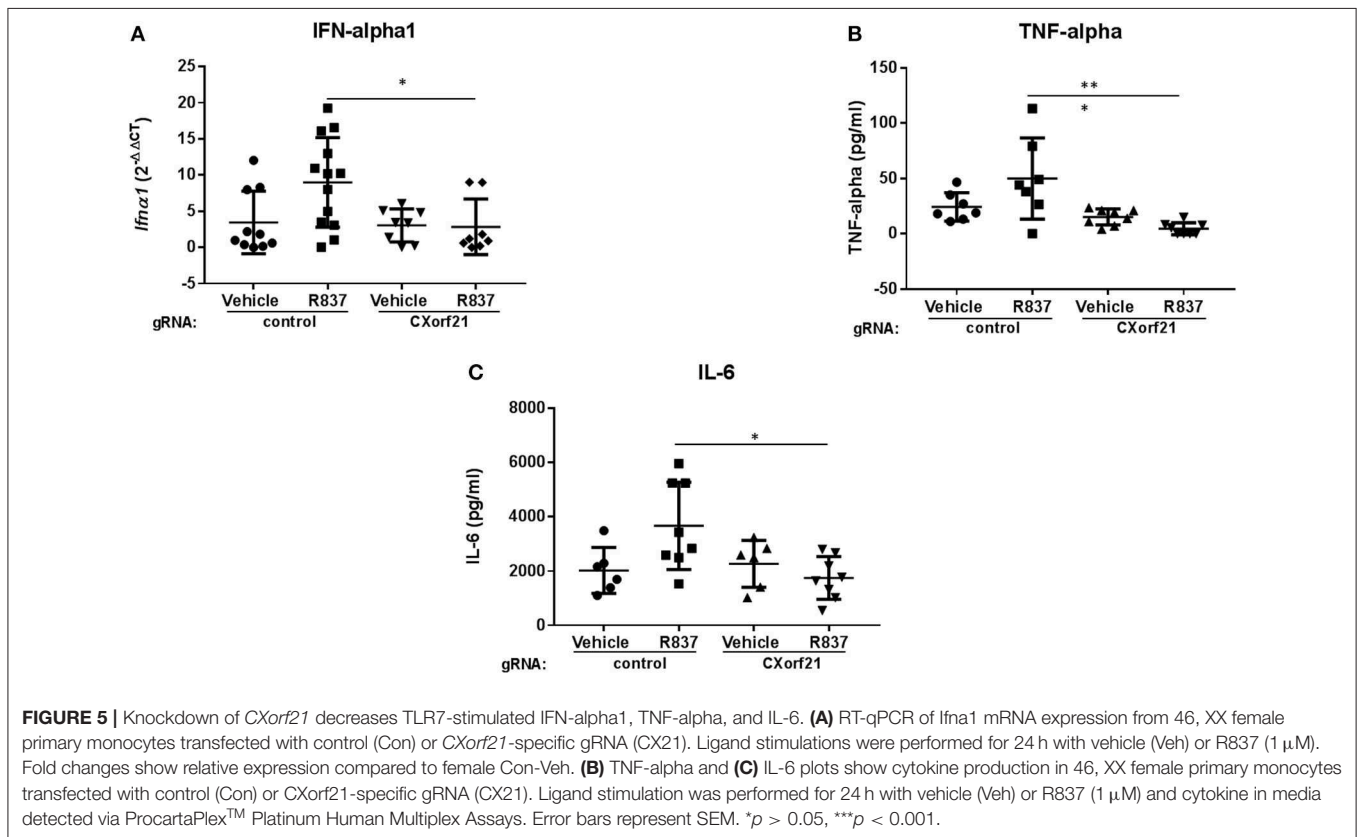 A
IFN-alpha1
Ifnα1 (2^-ΔΔCT)
25
20
15
10
5
0
-5
*
Vehicle R837 Vehicle R837
gRNA: control CXorf21
B
TNF-alpha
TNF-alpha (pg/ml)
150
100
50
0
-50
**
*
Vehicle R837 Vehicle R837
gRNA: control CXorf21
C
IL-6
IL-6 (pg/ml)
8000
6000
4000
2000
0
*
Vehicle R837 Vehicle R837
gRNA: control CXorf21
FIGURE 5 | Knockdown of CXorf21 decreases TLR7-stimulated IFN-alpha1, TNF-alpha, and IL-6. (A) RT-qPCR of Ifna1 mRNA expression from 46, XX female
primary monocytes transfected with control (Con) or CXorf21-specific gRNA (CX21). Ligand stimulations were performed for 24 h with vehicle (Veh) or R837 (1 μM).
Fold changes show relative expression compared to female Con-Veh. (B) TNF-alpha and (C) IL-6 plots show cytokine production in 46, XX female primary monocytes
transfected with control (Con) or CXorf21-specific gRNA (CX21). Ligand stimulation was performed for 24 h with vehicle (Veh) or R837 (1 μM) and cytokine in media
detected via ProcartaPlex™ Platinum Human Multiplex Assays. Error bars represent SEM. *p > 0.05, ***p < 0.001.